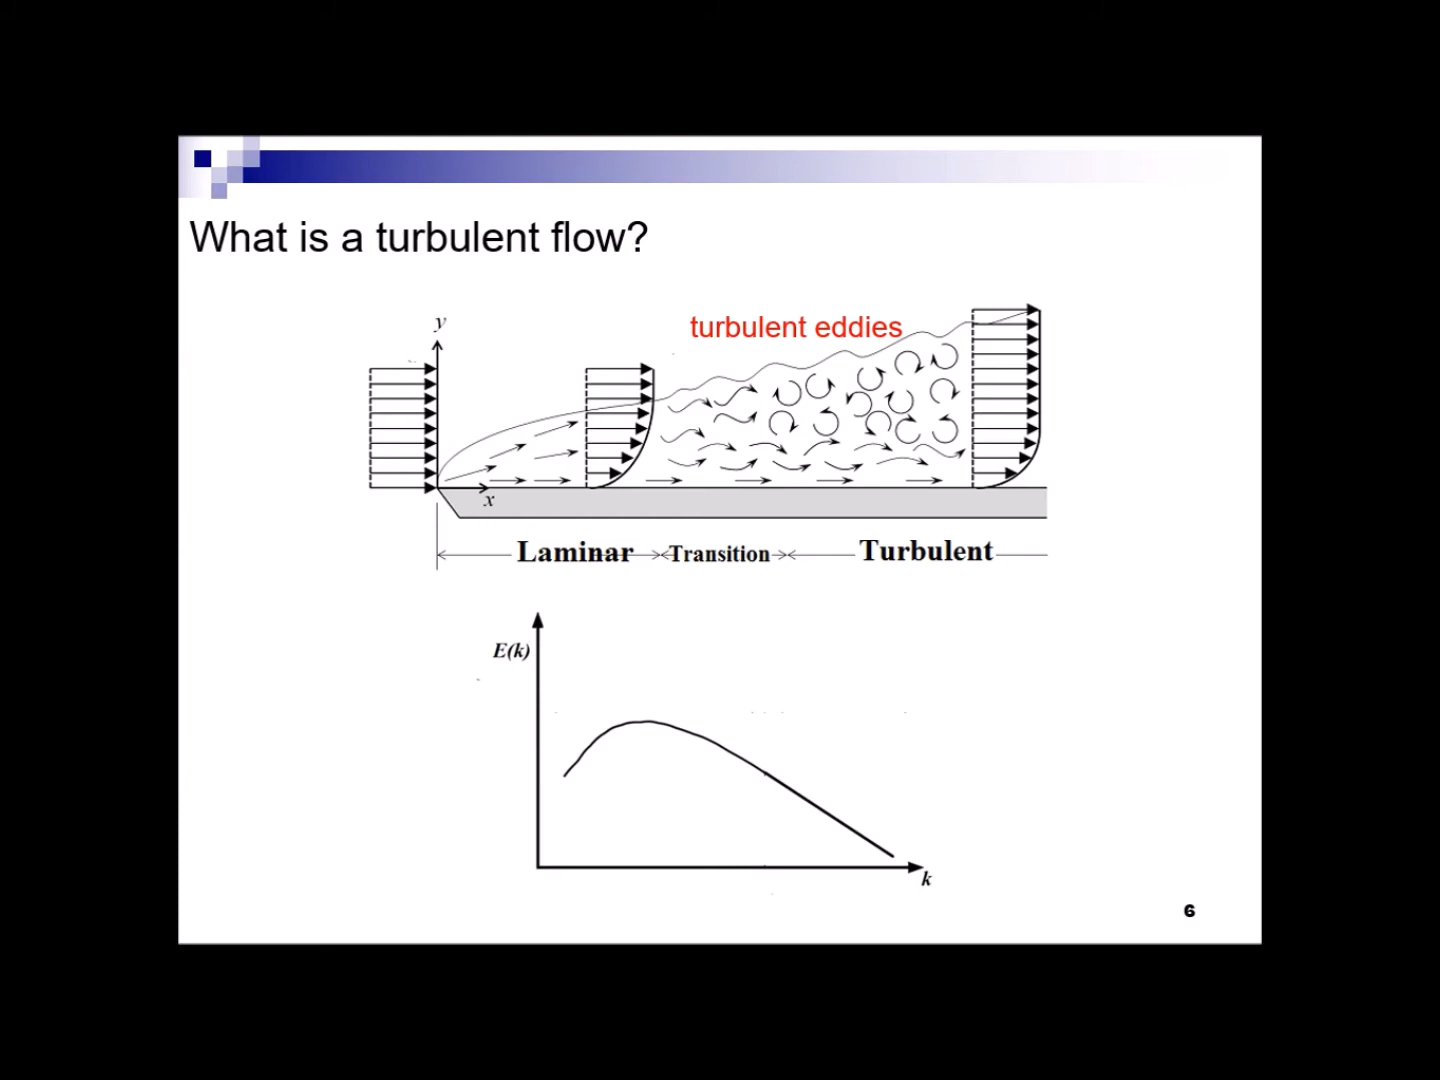 What is a turbulent flow?
y
turbulent eddies
x
Laminar Transition Turbulent
E(k)
k
6